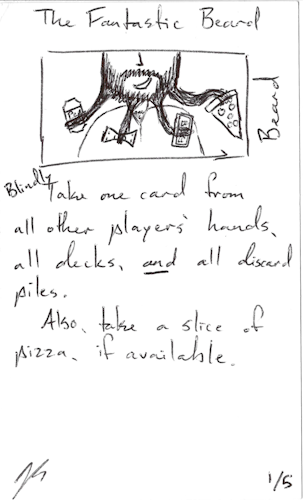 The Fantastic Beard
Beard
Blindly Take one card from
all other players' hands,
all decks, and all discard
piles.
Also, take a slice of
pizza, if available.
1/5